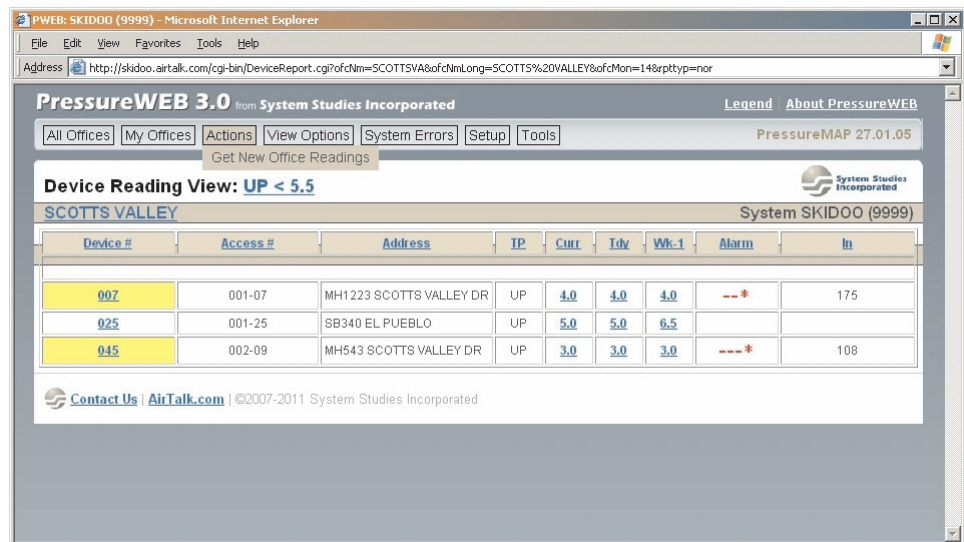 PWEB: SKIDOO (9999) - Microsoft Internet Explorer
File Edit View Favorites Tools Help
Address http://skidoo.airtalk.com/cgi-bin/DeviceReport.cgi?ofcNm=SCOTTSVA&ofcNmLong=SCOTTS%20VALLEY&ofcMon=14&rpttyp=nor
PressureWEB 3.0 from System Studies Incorporated Legend | About PressureWEB
All Offices My Offices Actions View Options System Errors Setup Tools PressureMAP 27.01.05
Get New Office Readings
Device Reading View: UP < 5.5 System Studies Incorporated
SCOTTS VALLEY System SKIDOO (9999)
Device # Access # Address TP Curr Tdy Wk-1 Alarm In
007 001-07 MH1223 SCOTTS VALLEY DR UP 4.0 4.0 4.0 --* 175
025 001-25 SB340 EL PUEBLO UP 5.0 5.0 6.5
045 002-09 MH543 SCOTTS VALLEY DR UP 3.0 3.0 3.0 ---* 108
Contact Us | AirTalk.com | ©2007-2011 System Studies Incorporated